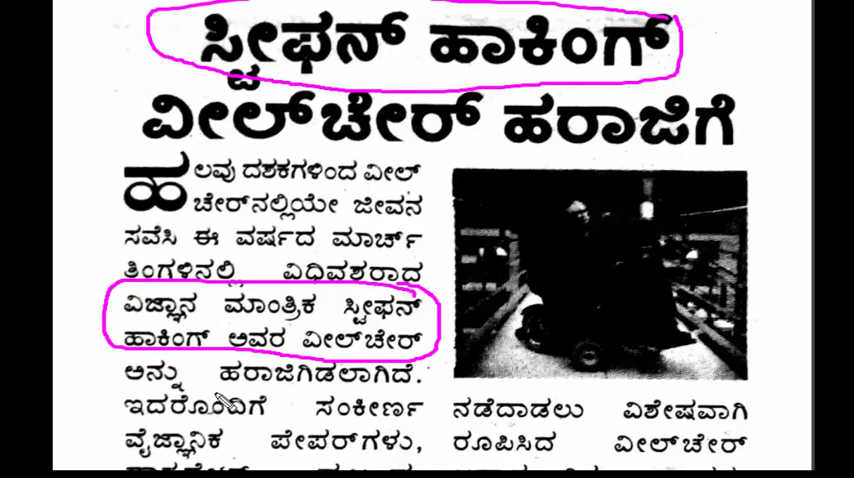 ಸ್ಟೀಫನ್ ಹಾಕಿಂಗ್
ವೀಲ್‌ಚೇರ್ ಹರಾಜಿಗೆ
ಹಲವು ದಶಕಗಳಿಂದ ವೀಲ್
ಚೇರ್‌ನಲ್ಲಿಯೇ ಜೀವನ
ಸವೆಸಿ ಈ ವರ್ಷದ ಮಾರ್ಚ್
ತಿಂಗಳಿನಲ್ಲಿ ವಿಧಿವಶರಾದ
ವಿಜ್ಞಾನ ಮಾಂತ್ರಿಕ ಸ್ಟೀಫನ್
ಹಾಕಿಂಗ್ ಅವರ ವೀಲ್‌ಚೇರ್
ಅನ್ನು ಹರಾಜಿಗಿಡಲಾಗಿದೆ.
ಇದರೊಂದಿಗೆ ಸಂಕೀರ್ಣ
ವೈಜ್ಞಾನಿಕ ಪೇಪರ್‌ಗಳು,
ನಡೆದಾಡಲು ವಿಶೇಷವಾಗಿ
ರೂಪಿಸಿದ ವೀಲ್‌ಚೇರ್